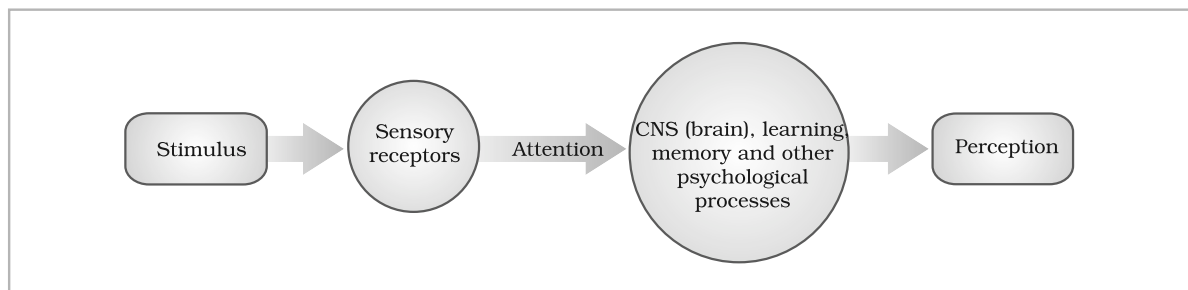 Stimulus
Sensory
receptors
Attention
CNS (brain), learning,
memory and other
psychological
processes
Perception